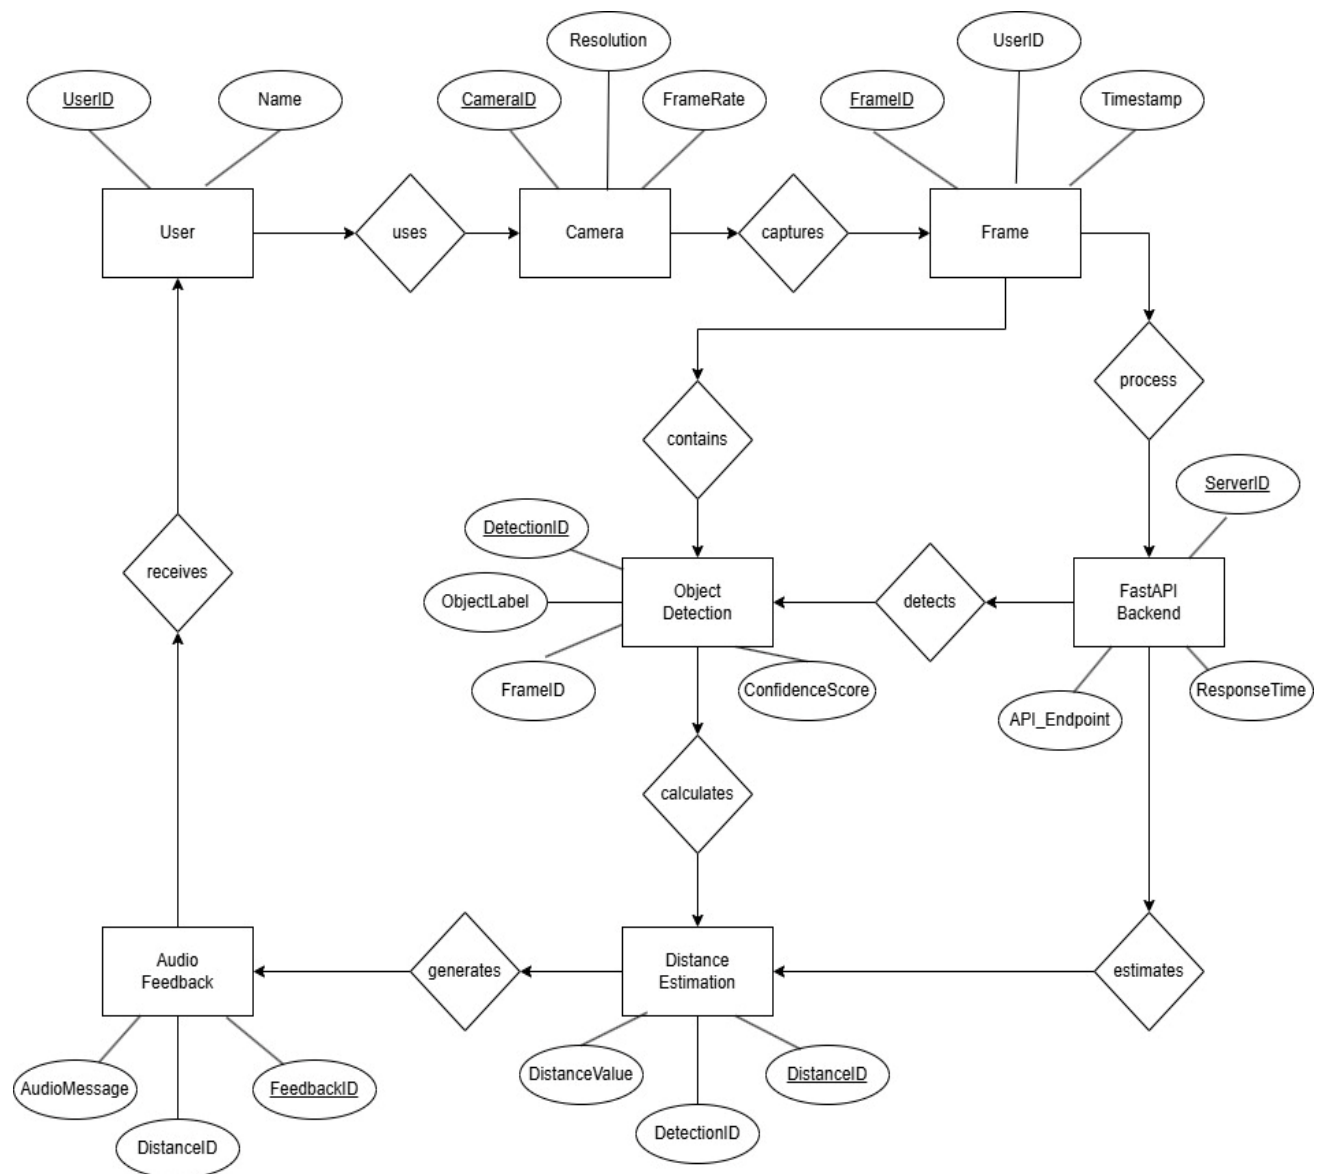 Resolution
UserID
UserID
Name
CameraID
FrameRate
FrameID
Timestamp
User
uses
Camera
captures
Frame
process
contains
ServerID
DetectionID
receives
Object
Detection
detects
FastAPI
Backend
ObjectLabel
FrameID
ConfidenceScore
API_Endpoint
ResponseTime
calculates
Audio
Feedback
generates
Distance
Estimation
estimates
AudioMessage
FeedbackID
DistanceValue
DistanceID
DistanceID
DetectionID